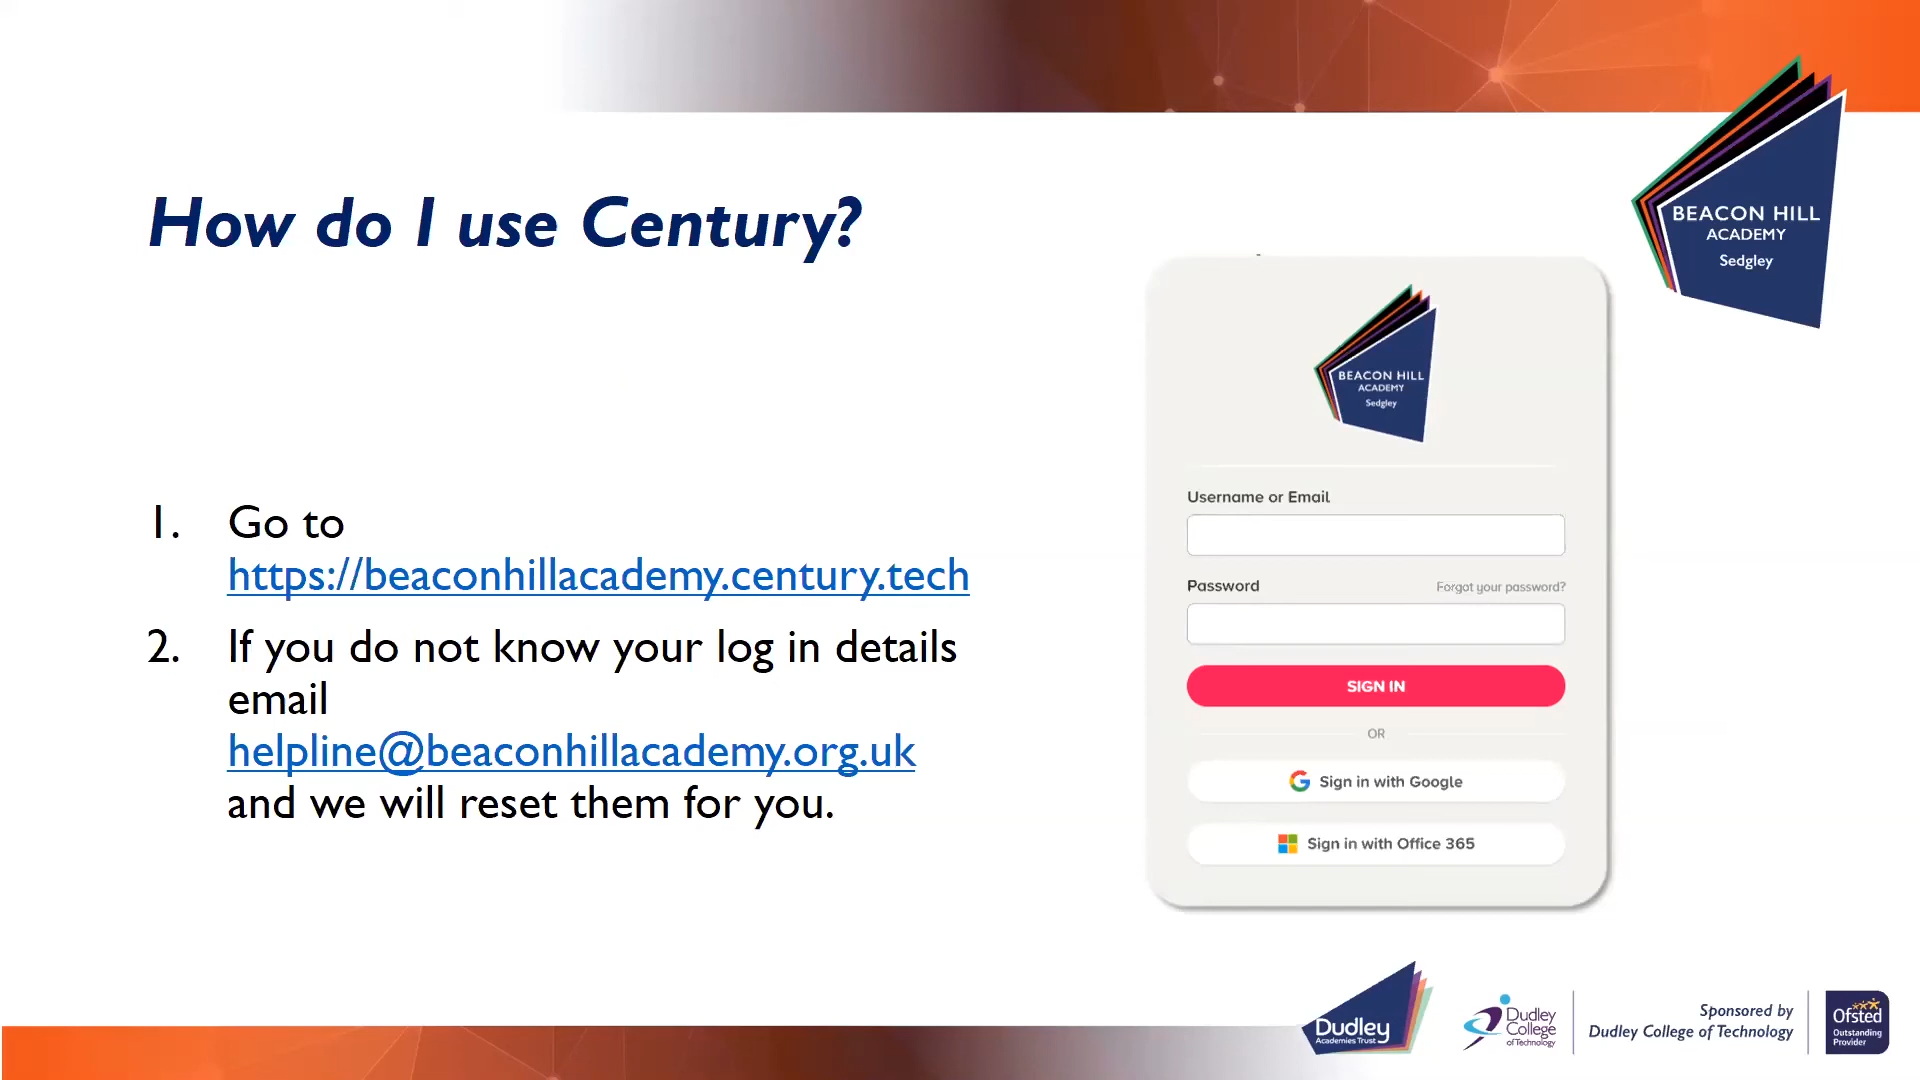 How do I use Century?
BEACON HILL
ACADEMY
Sedgley
1. Go to
https://beaconhillacademy.century.tech
2. If you do not know your log in details
email
helpline@beaconhillacademy.org.uk
and we will reset them for you.
BEACON HILL
ACADEMY
Sedgley
Username or Email
Password Forgot your password?
SIGN IN
OR
Sign in with Google
Sign in with Office 365
Dudley
Academies Trust
Dudley
College
of Technology
Sponsored by
Dudley College of Technology
Ofsted
Outstanding
Provider